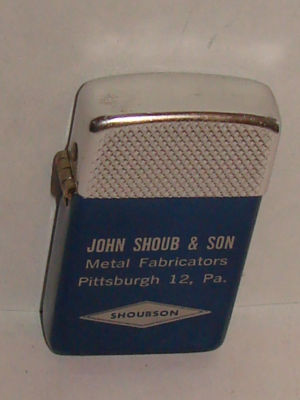 JOHN SHOUB & SON
Metal Fabricators
Pittsburgh 12, Pa.
SHOUBSON